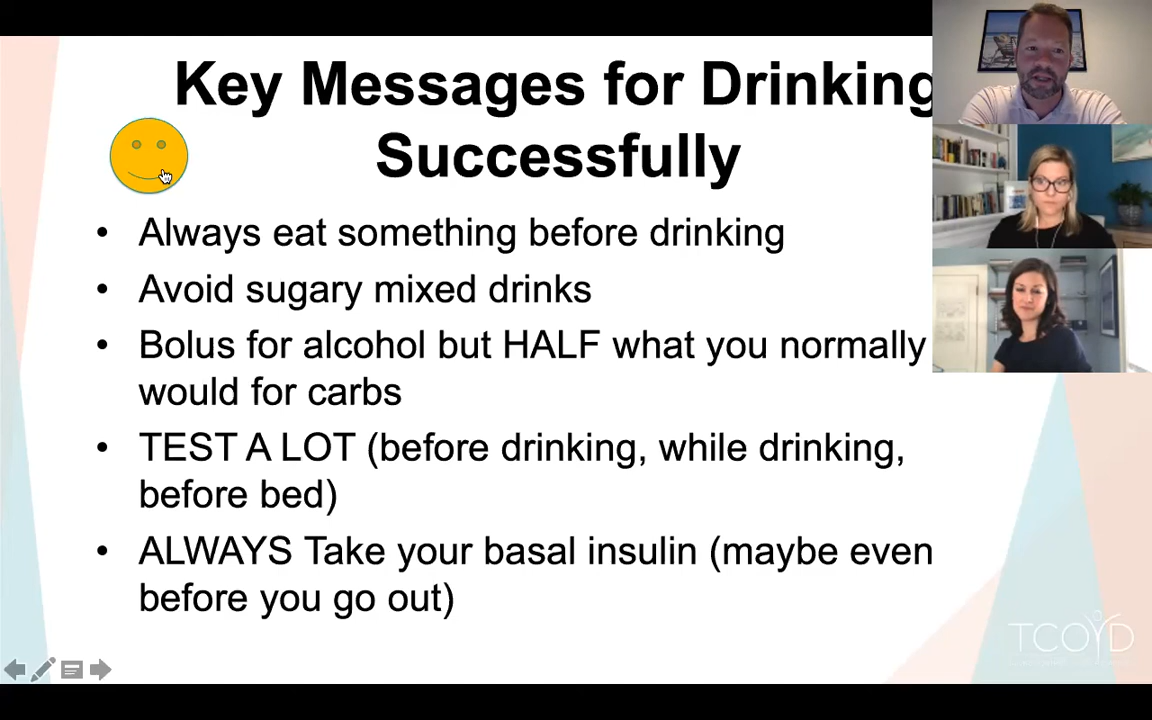 Key Messages for Drinking
Successfully
• Always eat something before drinking
• Avoid sugary mixed drinks
• Bolus for alcohol but HALF what you normally
would for carbs
• TEST A LOT (before drinking, while drinking,
before bed)
• ALWAYS Take your basal insulin (maybe even
before you go out)
TCOYD